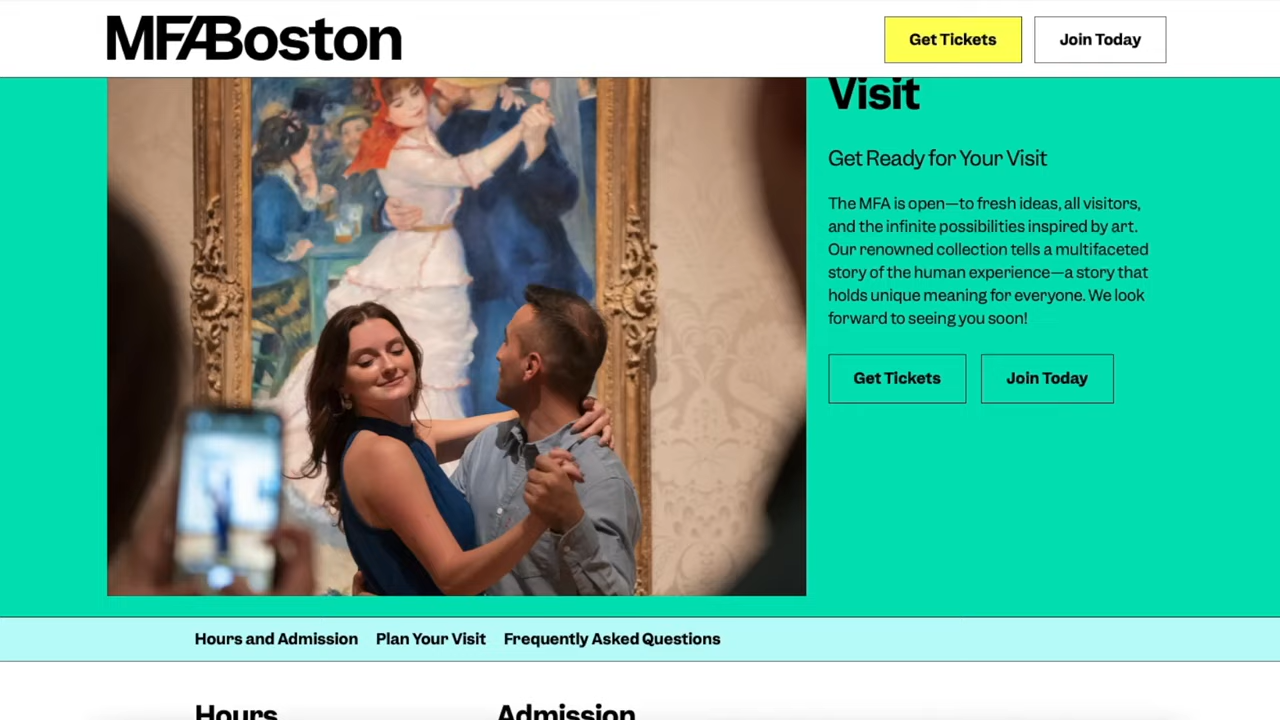 MFABoston
Get Tickets
Join Today
Visit
Get Ready for Your Visit
The MFA is open—to fresh ideas, all visitors,
and the infinite possibilities inspired by art.
Our renowned collection tells a multifaceted
story of the human experience—a story that
holds unique meaning for everyone. We look
forward to seeing you soon!
Get Tickets
Join Today
Hours and Admission
Plan Your Visit
Frequently Asked Questions
Hours
Admission